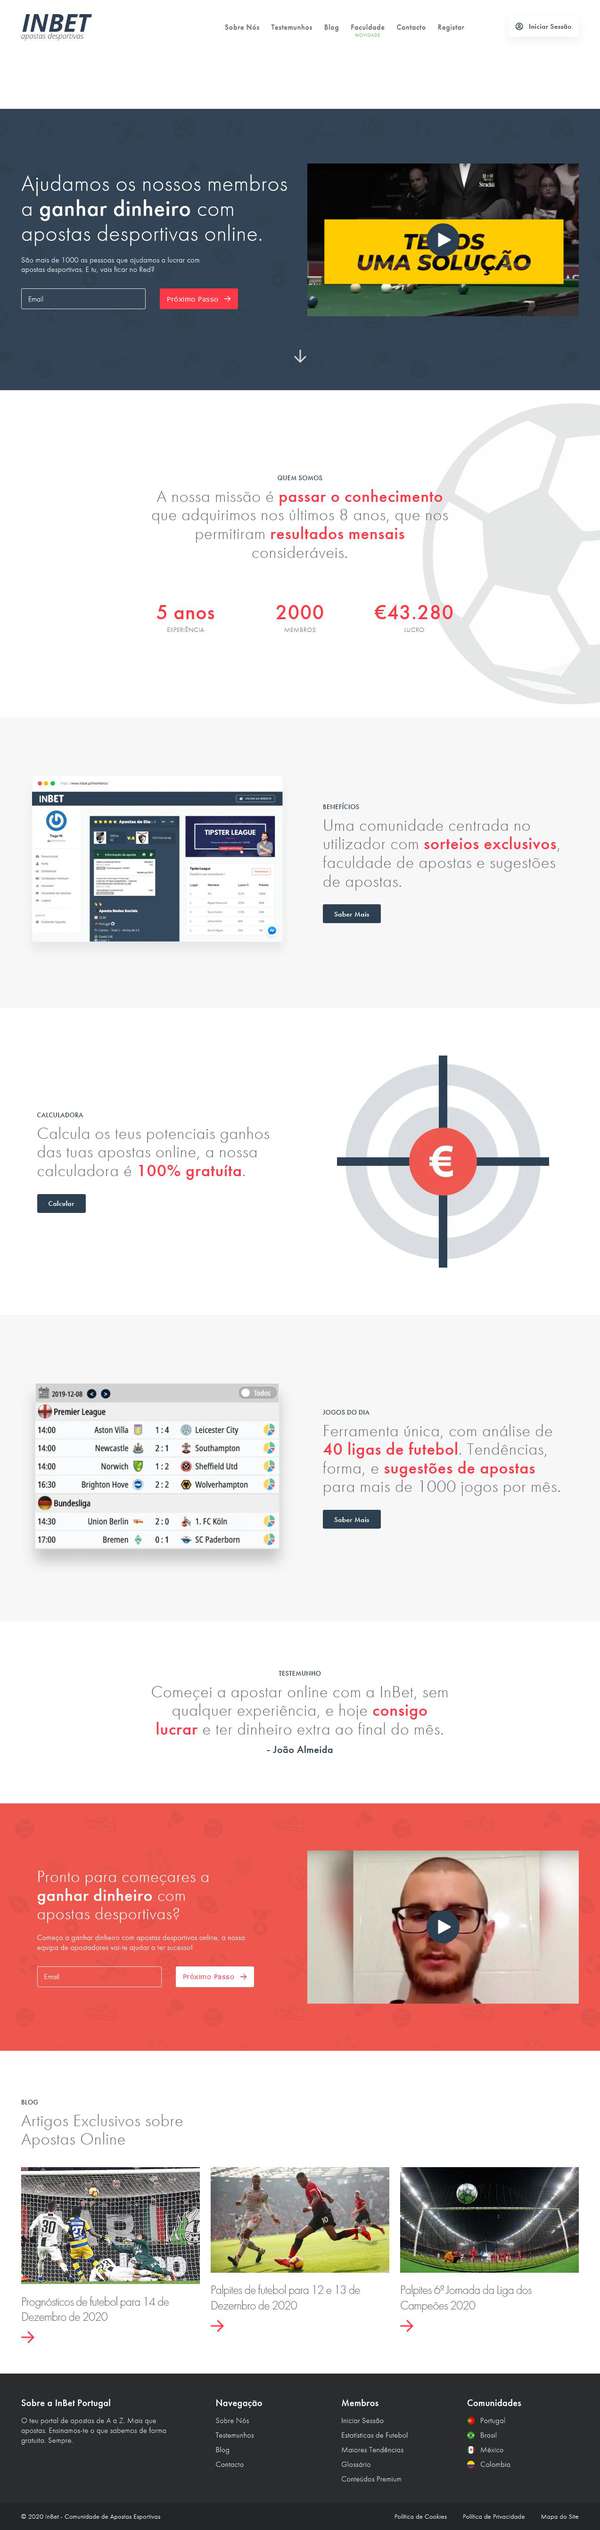 INBET
apostas desportivas
Sobre Nós
Testemunhos
Blog
Faculdade
NOVIDADE
Contacto
Registar
Iniciar Sessão
Ajudamos os nossos membros
a ganhar dinheiro com
apostas desportivas online.
São mais de 1000 as pessoas que ajudamos a lucrar com
apostas desportivas. E tu, vais ficar no Red?
Email
Próximo Passo
UMA SOLUÇÃO
QUEM SOMOS
A nossa missão é passar o conhecimento
que adquirimos nos últimos 8 anos, que nos
permitiram resultados mensais
consideráveis.
5 anos
EXPERIÊNCIA
2000
MEMBROS
€43.280
LUCRO
INBET
TIPSTER LEAGUE
BENEFÍCIOS
Uma comunidade centrada no
utilizador com sorteios exclusivos,
faculdade de apostas e sugestões
de apostas.
Saber Mais
CALCULADORA
Calcula os teus potenciais ganhos
das tuas apostas online, a nossa
calculadora é 100% gratuíta.
Calcular
€
2019-12-08
Todos
Premier League
14:00 Aston Villa 1 : 4 Leicester City
14:00 Newcastle 2 : 1 Southampton
14:00 Norwich 1 : 2 Sheffield Utd
16:30 Brighton Hove 2 : 2 Wolverhampton
Bundesliga
14:30 Union Berlin 2 : 0 1. FC Köln
17:00 Bremen 0 : 1 SC Paderborn
JOGOS DO DIA
Ferramenta única, com análise de
40 ligas de futebol. Tendências,
forma, e sugestões de apostas
para mais de 1000 jogos por mês.
Saber Mais
TESTEMUNHO
Começei a apostar online com a InBet, sem
qualquer experiência, e hoje consigo
lucrar e ter dinheiro extra ao final do mês.
- João Almeida
Pronto para começares a
ganhar dinheiro com
apostas desportivas?
Começa a ganhar dinheiro com apostas desportivas online, a nossa
equipa de apostadores vai-te ajudar a ter sucesso!
Email
Próximo Passo
BLOG
Artigos Exclusivos sobre
Apostas Online
Prognósticos de futebol para 14 de
Dezembro de 2020
Palpites de futebol para 12 e 13 de
Dezembro de 2020
Palpites 6ª Jornada da Liga dos
Campeões 2020
Sobre a InBet Portugal
O teu portal de apostas de A a Z. Mais que
apostas. Ensinamos-te o que sabemos de forma
gratuita. Sempre.
Navegação
Sobre Nós
Testemunhos
Blog
Contacto
Membros
Iniciar Sessão
Estatísticas de Futebol
Maiores Tendências
Glossário
Conteúdos Premium
Comunidades
Portugal
Brasil
México
Colombia
© 2020 InBet - Comunidade de Apostas Esportivas
Política de Cookies
Política de Privacidade
Mapa do Site